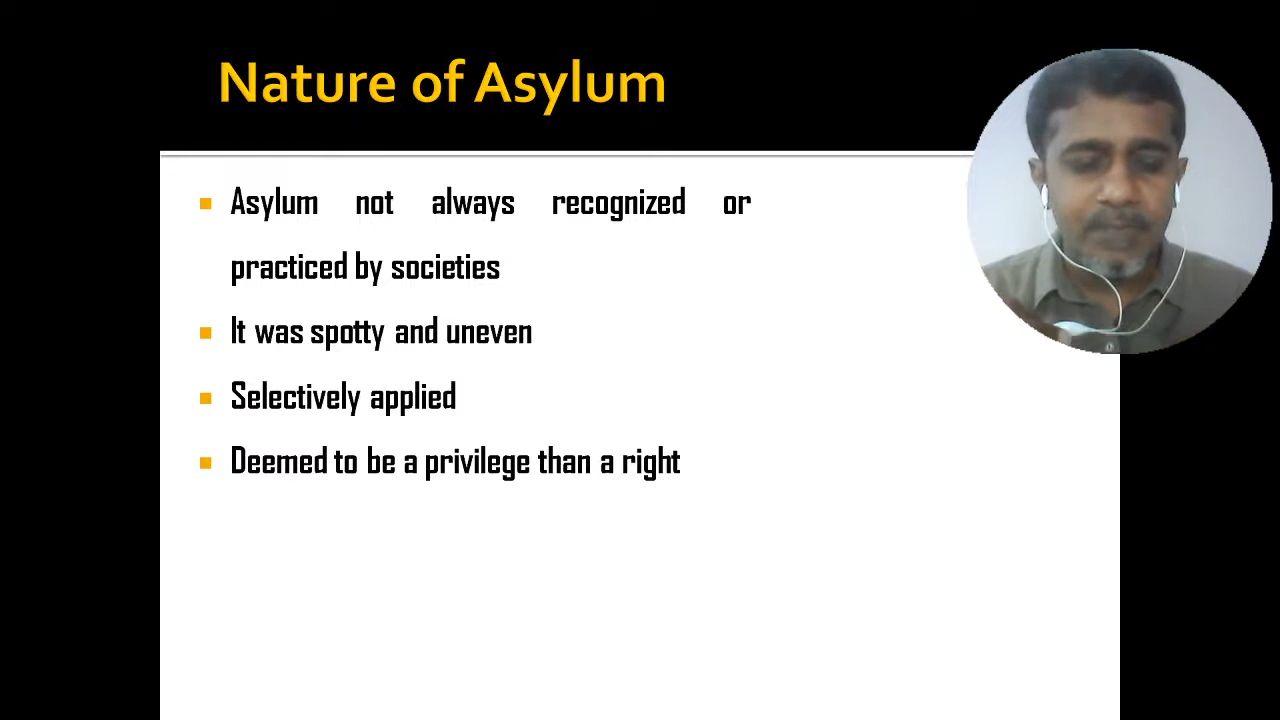 Nature of Asylum
Asylum not always recognized or
practiced by societies
It was spotty and uneven
Selectively applied
Deemed to be a privilege than a right